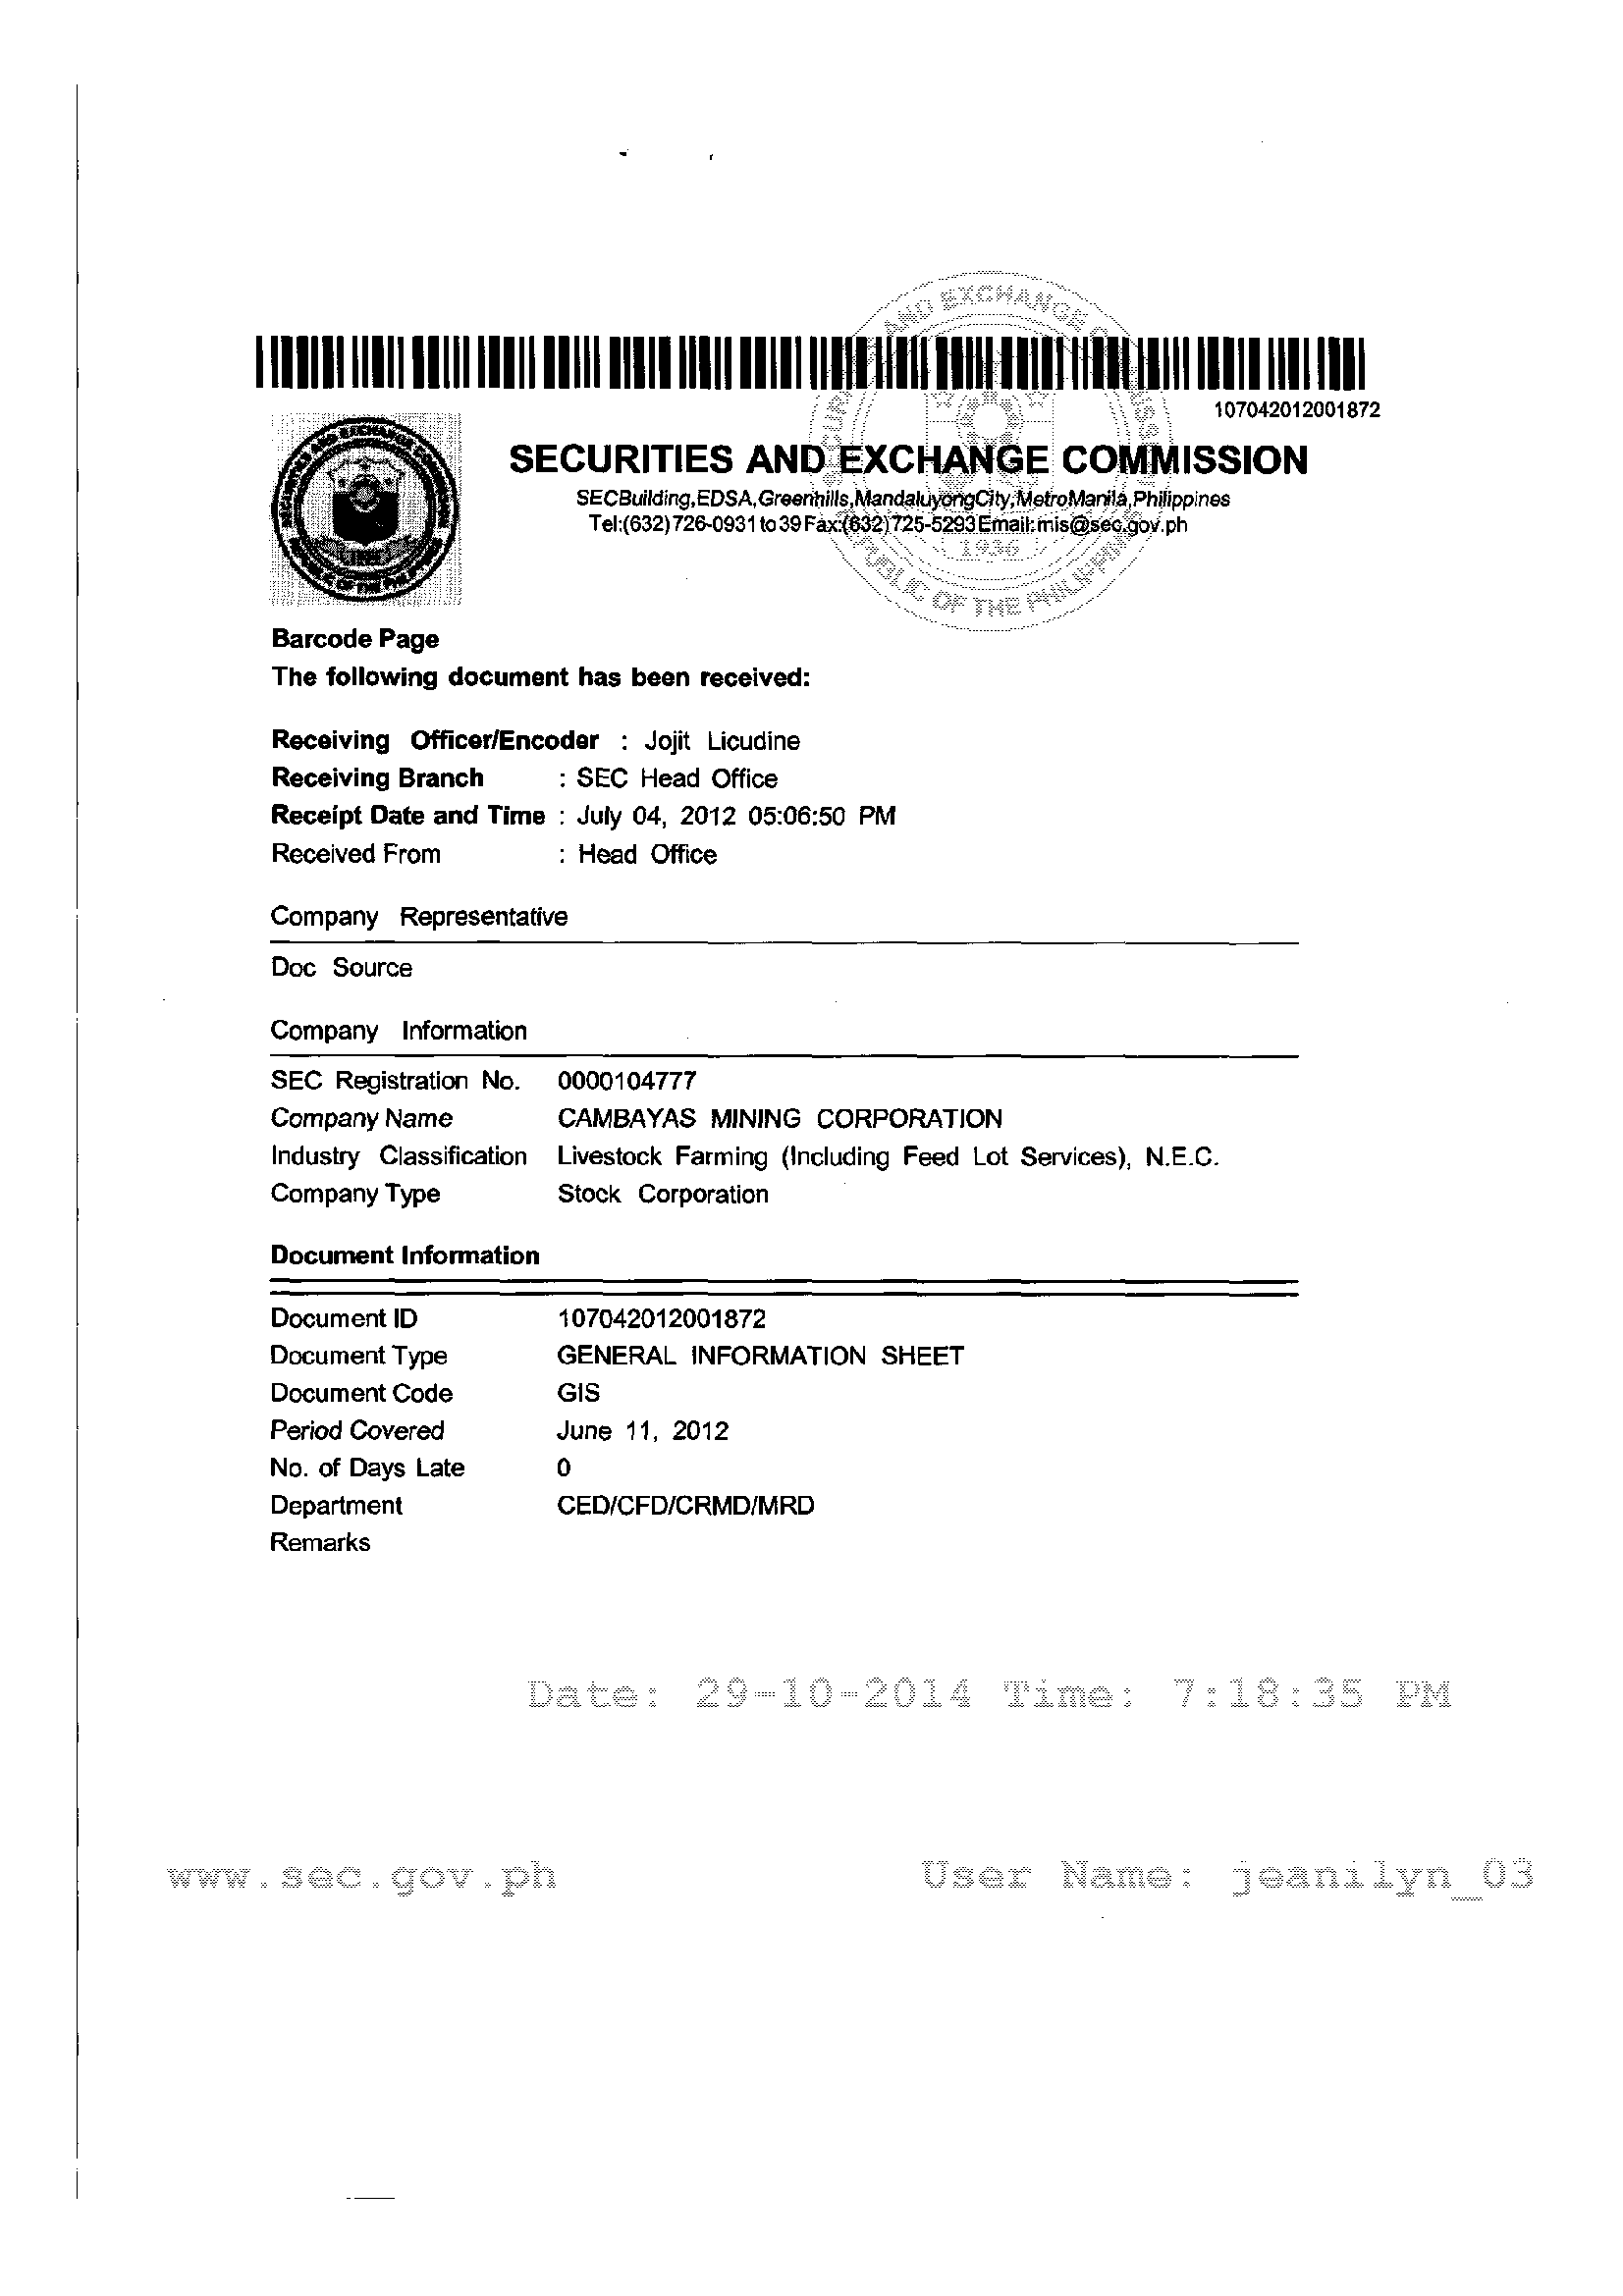 107042012001872
SECURITIES AND EXCHANGE COMMISSION
SECBuilding,EDSA,Greenhills,MandaluyongCity,MetroManila,Philippines
Tel:(632)726-0931 to 39 Fax:(632)725-5293 Email:mis@sec.gov.ph
1936
OF THE
Barcode Page
The following document has been received:
Receiving Officer/Encoder : Jojit Licudine
Receiving Branch : SEC Head Office
Receipt Date and Time : July 04, 2012 05:06:50 PM
Received From : Head Office
Company Representative
Doc Source
Company Information
SEC Registration No. 0000104777
Company Name CAMBAYAS MINING CORPORATION
Industry Classification Livestock Farming (Including Feed Lot Services), N.E.C.
Company Type Stock Corporation
Document Information
Document ID 107042012001872
Document Type GENERAL INFORMATION SHEET
Document Code GIS
Period Covered June 11, 2012
No. of Days Late 0
Department CED/CFD/CRMD/MRD
Remarks
Date: 29-10-2014 Time: 7:18:35 PM
www.sec.gov.ph User Name: jeanilyn_03